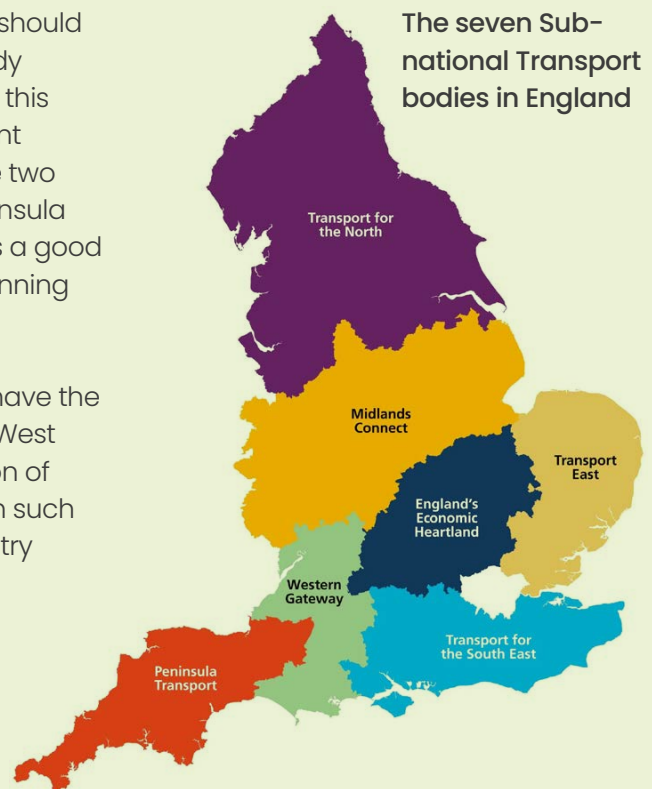 should
dy
this
nt
e two
nsula
s a good
nning
have the
West
on of
n such
try
The seven Sub-
national Transport
bodies in England
Transport for
the North
Midlands
Connect
Transport
East
England's
Economic
Heartland
Western
Gateway
Transport for
the South East
Peninsula
Transport